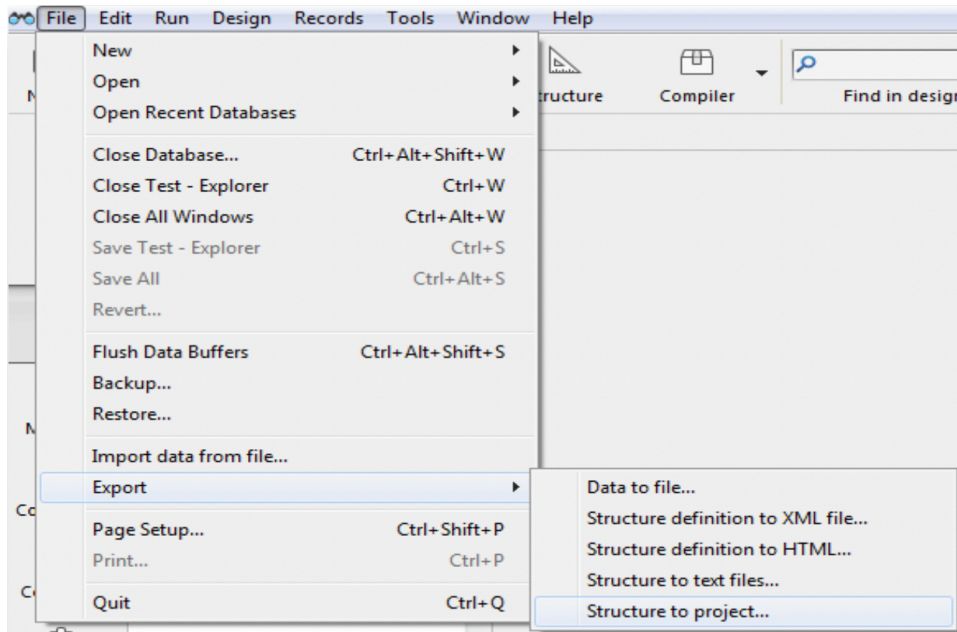 File Edit Run Design Records Tools Window Help
New
Open
Open Recent Databases
Close Database... Ctrl+Alt+Shift+W
Close Test - Explorer Ctrl+W
Close All Windows Ctrl+Alt+W
Save Test - Explorer Ctrl+S
Save All Ctrl+Alt+S
Revert...
Flush Data Buffers Ctrl+Alt+Shift+S
Backup...
Restore...
Import data from file...
Export
Page Setup... Ctrl+Shift+P
Print... Ctrl+P
Quit Ctrl+Q
ructure Compiler Find in desig
Data to file...
Structure definition to XML file...
Structure definition to HTML...
Structure to text files...
Structure to project...